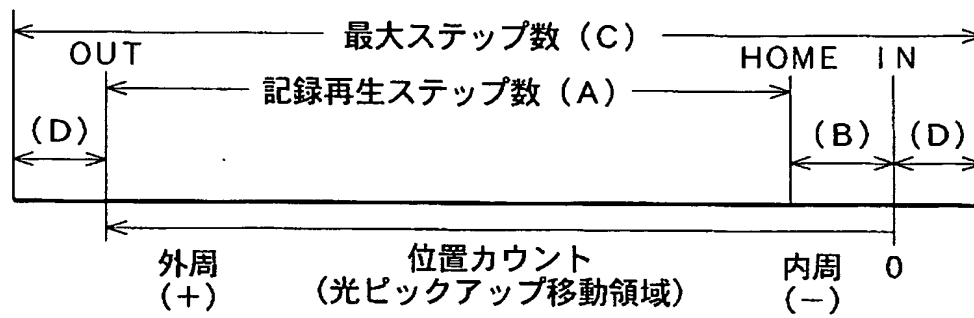 最大ステップ数（C）
OUT
HOME
IN
記録再生ステップ数（A）
（D）
（B）
（D）
外周
（＋）
位置カウント
（光ピックアップ移動領域）
内周
（－）
0